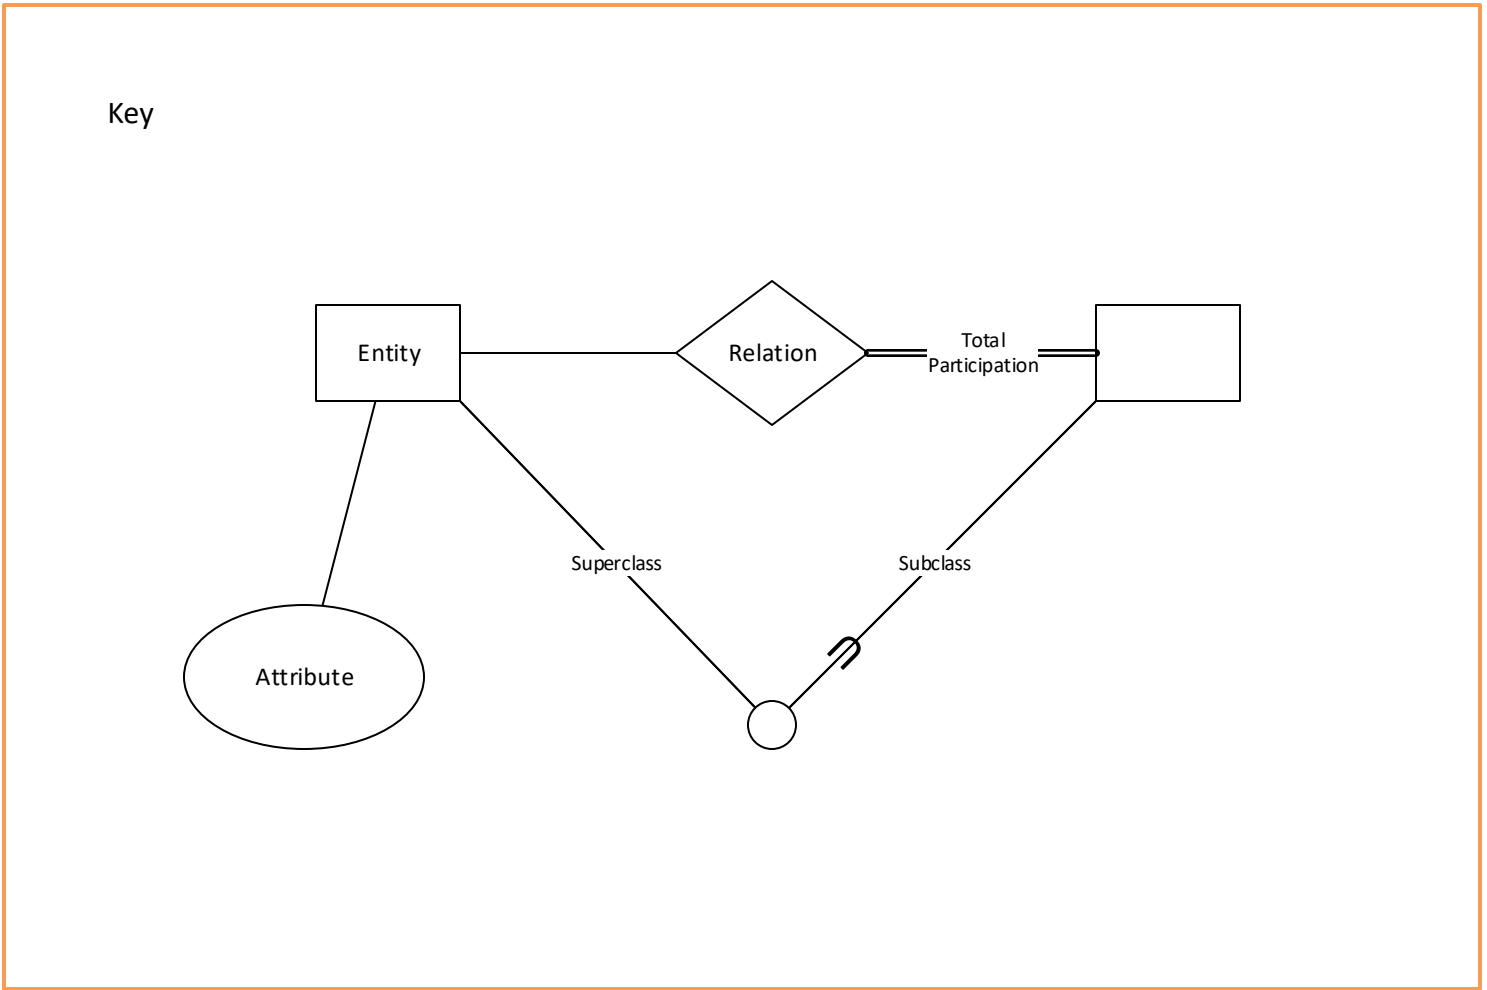 Key
Entity
Relation
Total
Participation
Superclass
Subclass
Attribute